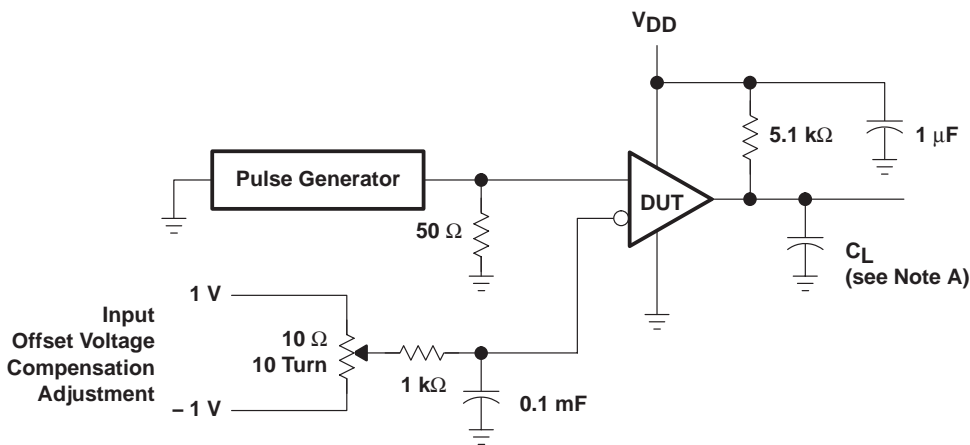 VDD
5.1 kΩ
1 µF
Pulse Generator
DUT
50 Ω
CL
(see Note A)
1 V
Input
Offset Voltage
Compensation
Adjustment
10 Ω
10 Turn
1 kΩ
0.1 mF
– 1 V